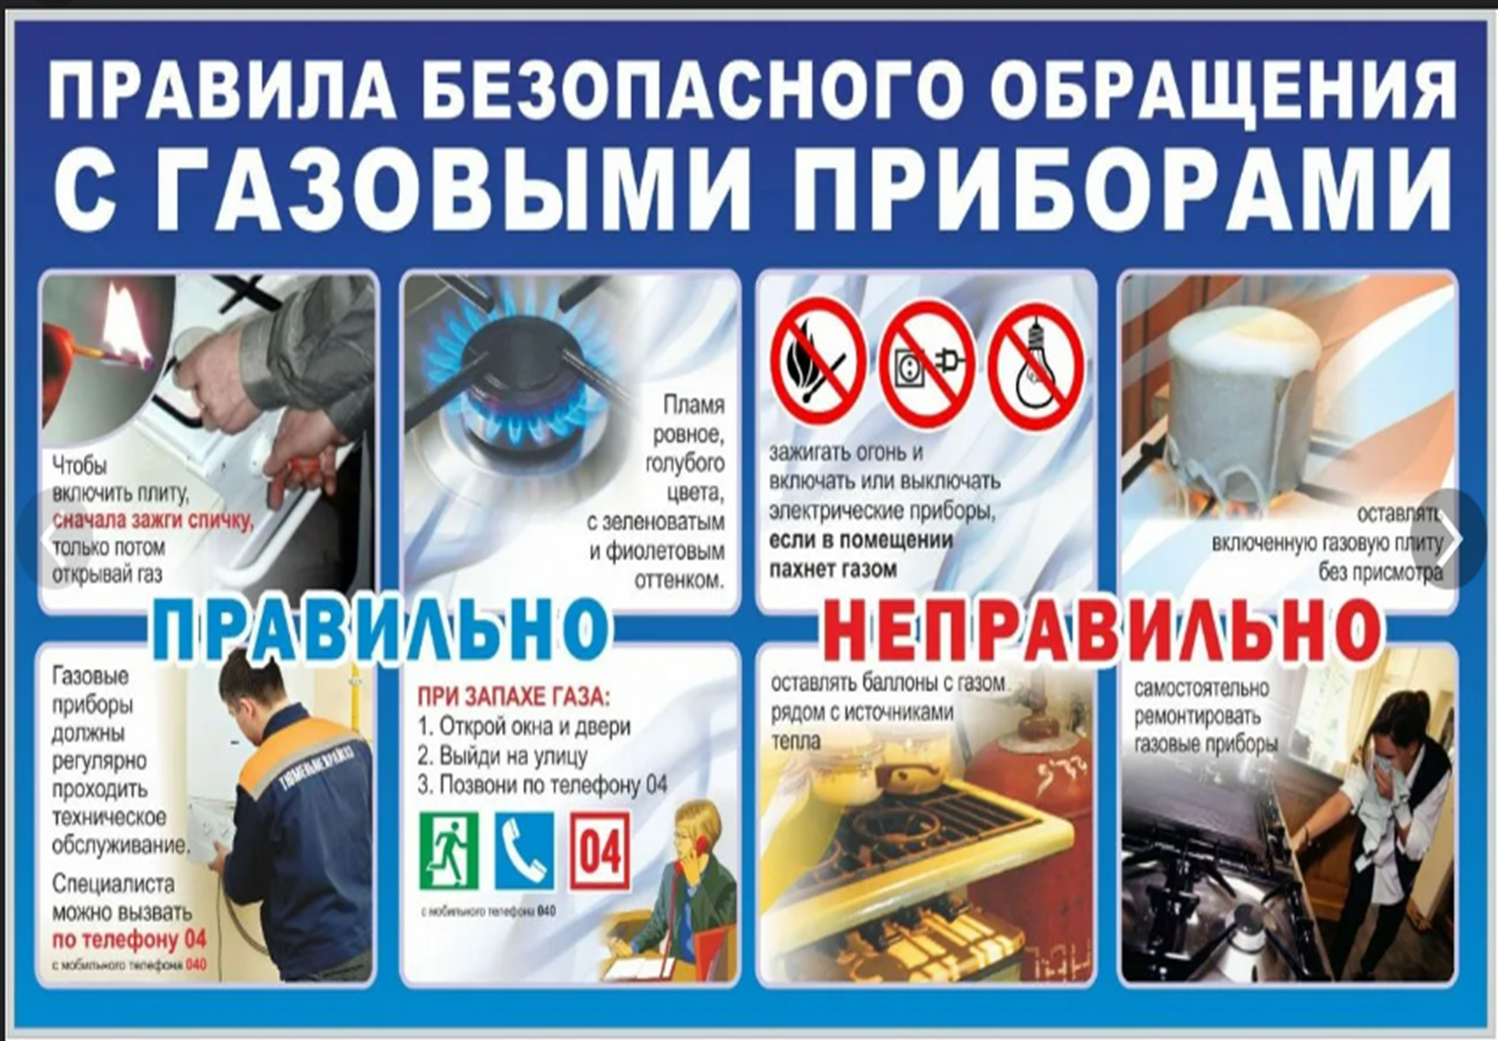 ПРАВИЛА БЕЗОПАСНОГО ОБРАЩЕНИЯ
С ГАЗОВЫМИ ПРИБОРАМИ
Чтобы
включить плиту,
сначала зажги спичку,
только потом
открывай газ
Пламя
ровное,
голубого
цвета,
с зеленоватым
и фиолетовым
оттенком.
зажигать огонь и
включать или выключать
электрические приборы,
если в помещении
пахнет газом
оставлять
включенную газовую плиту
без присмотра
ПРАВИЛЬНО
НЕПРАВИЛЬНО
Газовые
приборы
должны
регулярно
проходить
техническое
обслуживание.
Специалиста
можно вызвать
по телефону 04
с мобильного телефона 040
ПРИ ЗАПАХЕ ГАЗА:
1. Открой окна и двери
2. Выйди на улицу
3. Позвони по телефону 04
04
с мобильного телефона 040
оставлять баллоны с газом
рядом с источниками
тепла
самостоятельно
ремонтировать
газовые приборы